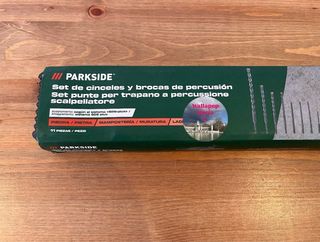 /// PARKSIDE
Set de cinceles y brocas de percusión
Set punte per trapano a percussione
scalpellatore
PIEDRA / PIETRA / MAMPOSTERÍA / MURATURA / LAD
11 PIEZAS / PEZZI
Wallapop